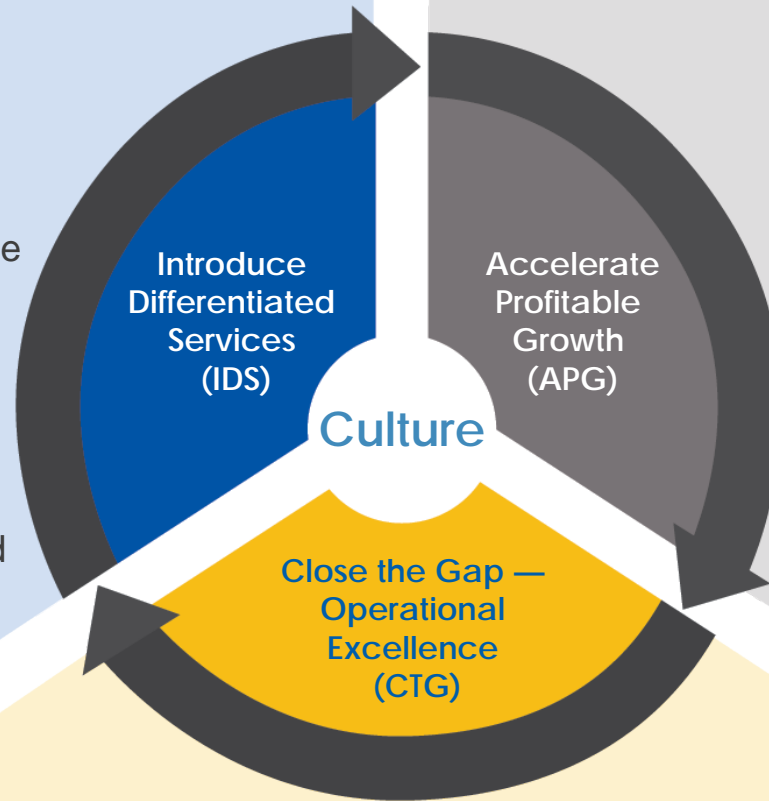 Introduce
Differentiated
Services
(IDS)
Accelerate
Profitable
Growth
(APG)
Culture
Close the Gap —
Operational
Excellence
(CTG)